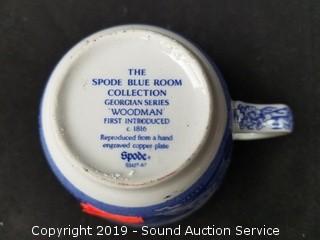 THE
SPODE BLUE ROOM
COLLECTION
GEORGIAN SERIES
'WOODMAN'
FIRST INTRODUCED
c. 1816
Reproduced from a hand
engraved copper plate
Spode®
Copyright 2019 - Sound Auction Service